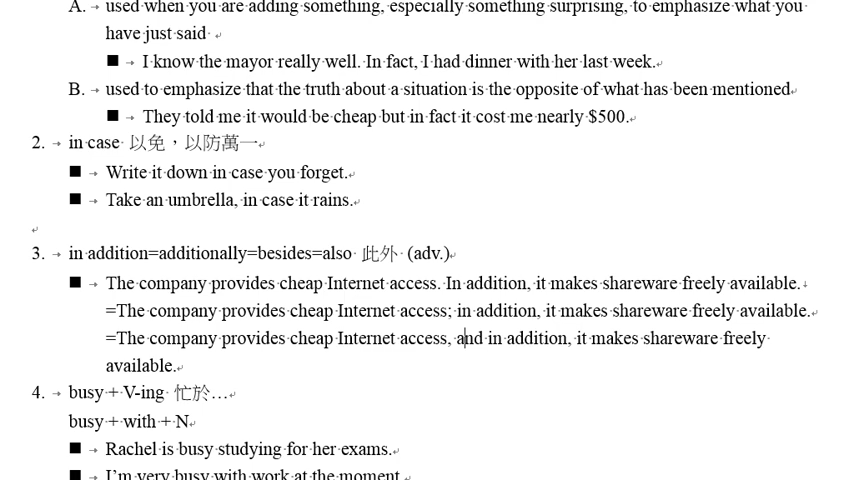 A. used when you are adding something, especially something surprising, to emphasize what you
have just said
■ I know the mayor really well. In fact, I had dinner with her last week.
B. used to emphasize that the truth about a situation is the opposite of what has been mentioned
■ They told me it would be cheap but in fact it cost me nearly $500.
2. in case 以免，以防萬一
■ Write it down in case you forget.
■ Take an umbrella, in case it rains.
3. in addition=additionally=besides=also 此外 (adv.)
■ The company provides cheap Internet access. In addition, it makes shareware freely available.
=The company provides cheap Internet access; in addition, it makes shareware freely available.
=The company provides cheap Internet access, and in addition, it makes shareware freely
available.
4. busy + V-ing 忙於…
busy + with + N
■ Rachel is busy studying for her exams.
■ I'm very busy with work at the moment.